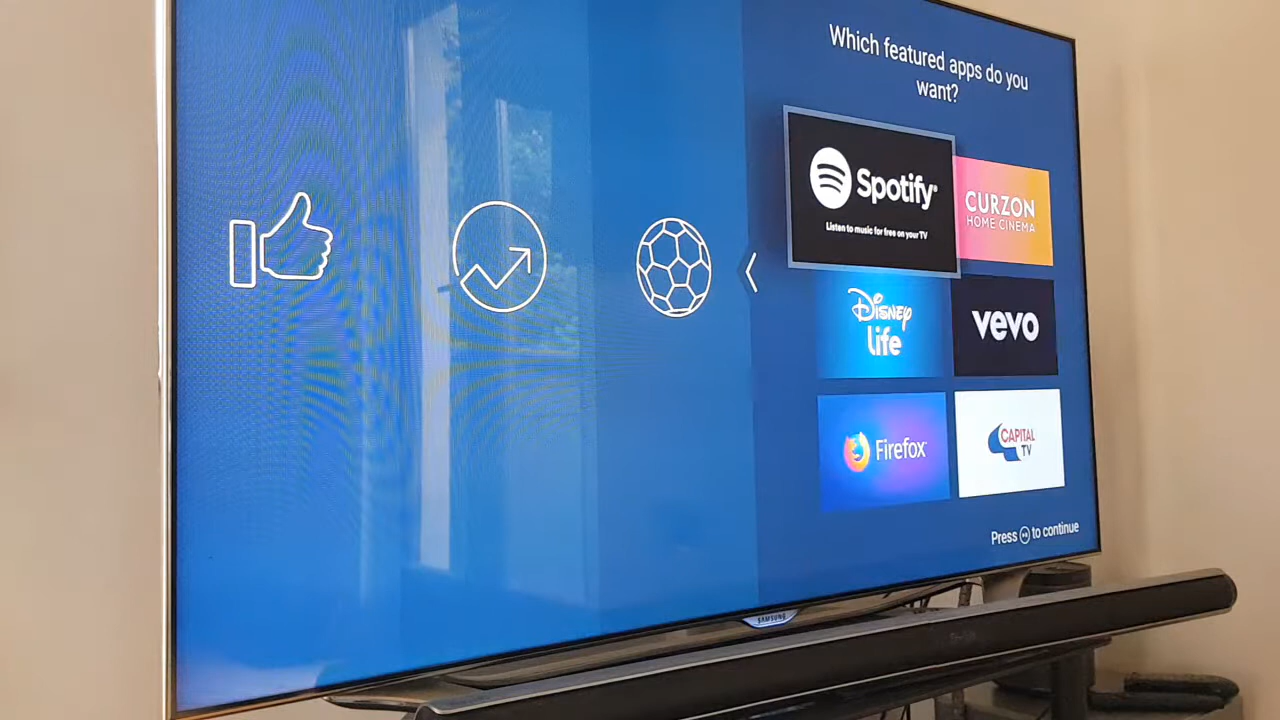 Which featured apps do you
want?
Spotify®
Listen to music for free on your TV
CURZON
HOME CINEMA
Disney
life
vevo
Firefox
CAPITAL
TV
Press to continue
SAMSUNG